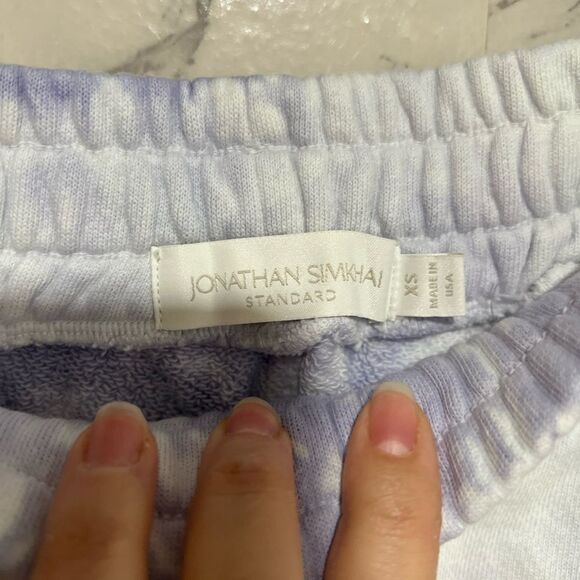 JONATHAN SIMKHAI
STANDARD
XS
MADE IN
USA